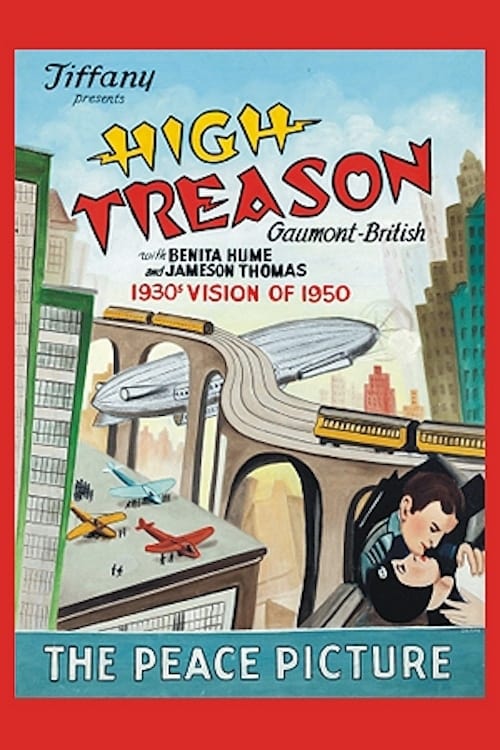 Tiffany
presents
HIGH
TREASON
Gaumont-British
with BENITA HUME
and JAMESON THOMAS
1930s VISION OF 1950
THE PEACE PICTURE